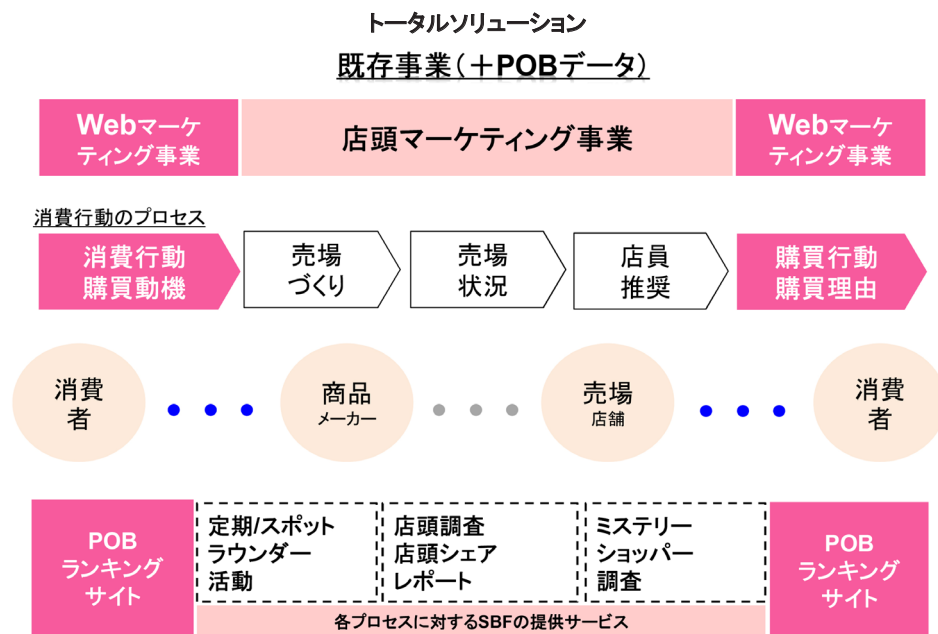 トータルソリューション
既存事業（＋POBデータ）
Webマーケ
ティング事業
店頭マーケティング事業
Webマーケ
ティング事業
消費行動のプロセス
消費行動
購買動機
売場
づくり
売場
状況
店員
推奨
購買行動
購買理由
消費
者
商品
メーカー
売場
店舗
消費
者
POB
ランキング
サイト
定期/スポット
ラウンダー
活動
店頭調査
店頭シェア
レポート
ミステリー
ショッパー
調査
POB
ランキング
サイト
各プロセスに対するSBFの提供サービス